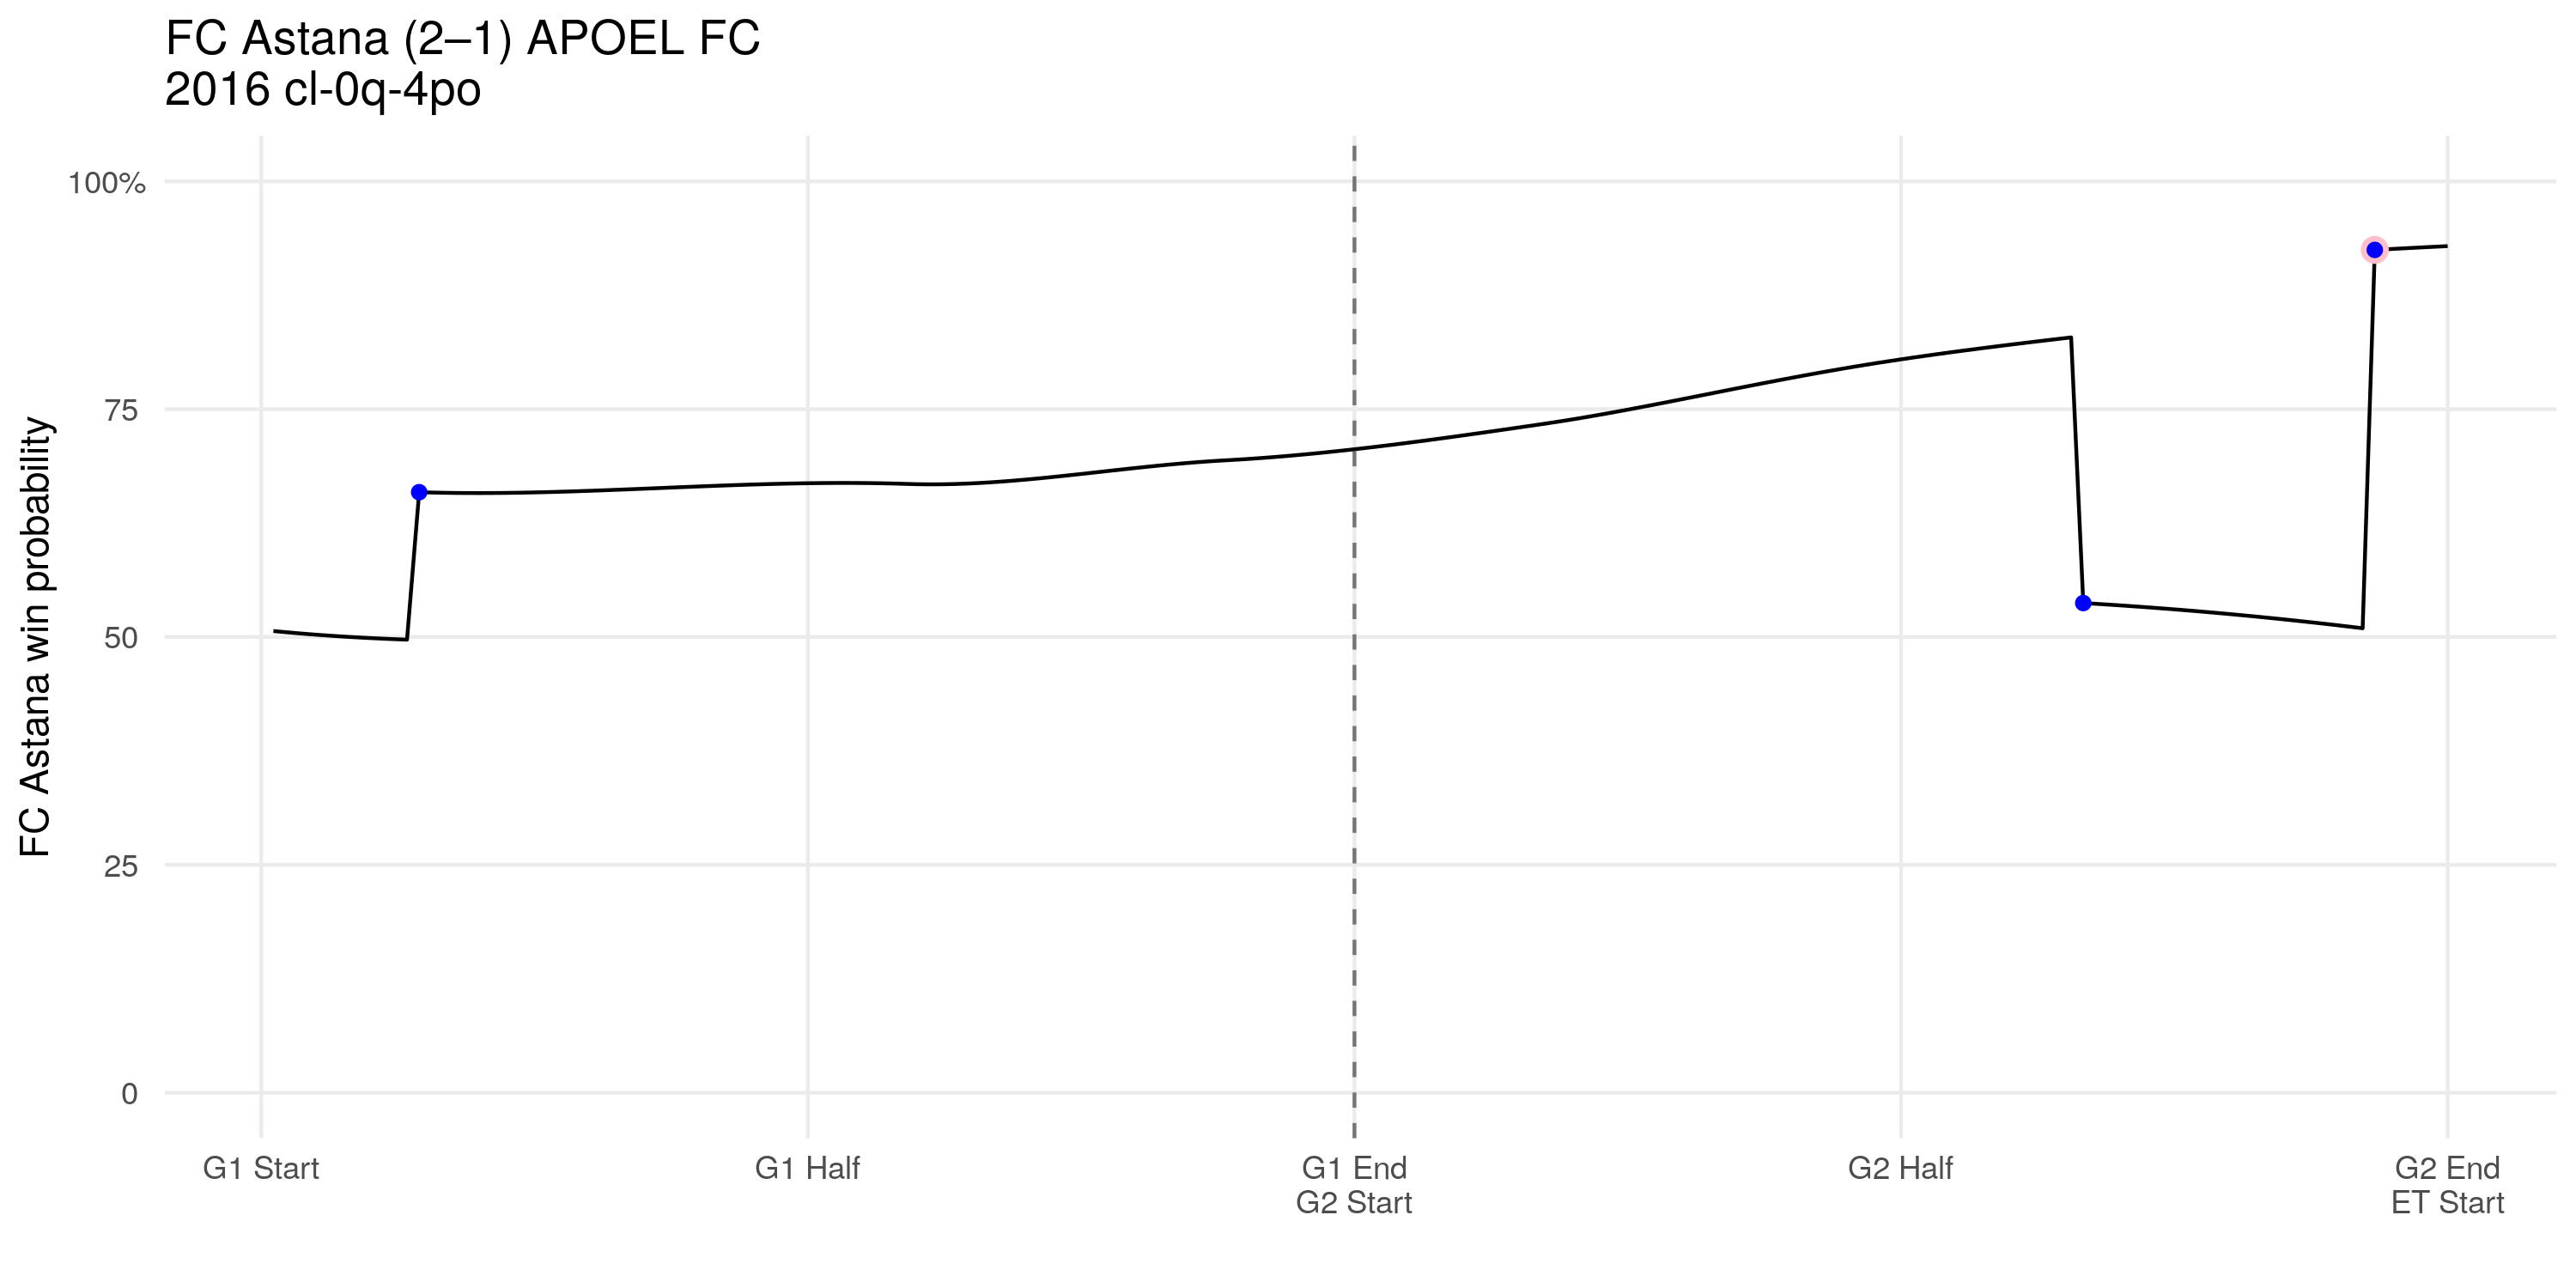 FC Astana (2–1) APOEL FC
2016 cl-0q-4po
FC Astana win probability
100%
75
50
25
0
G1 Start
G1 Half
G1 End
G2 Start
G2 Half
G2 End
ET Start